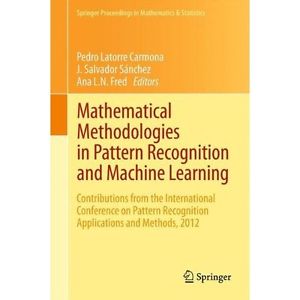 Springer Proceedings in Mathematics & Statistics
Pedro Latorre Carmona
J. Salvador Sánchez
Ana L.N. Fred Editors
Mathematical
Methodologies
in Pattern Recognition
and Machine Learning
Contributions from the International
Conference on Pattern Recognition
Applications and Methods, 2012
Springer